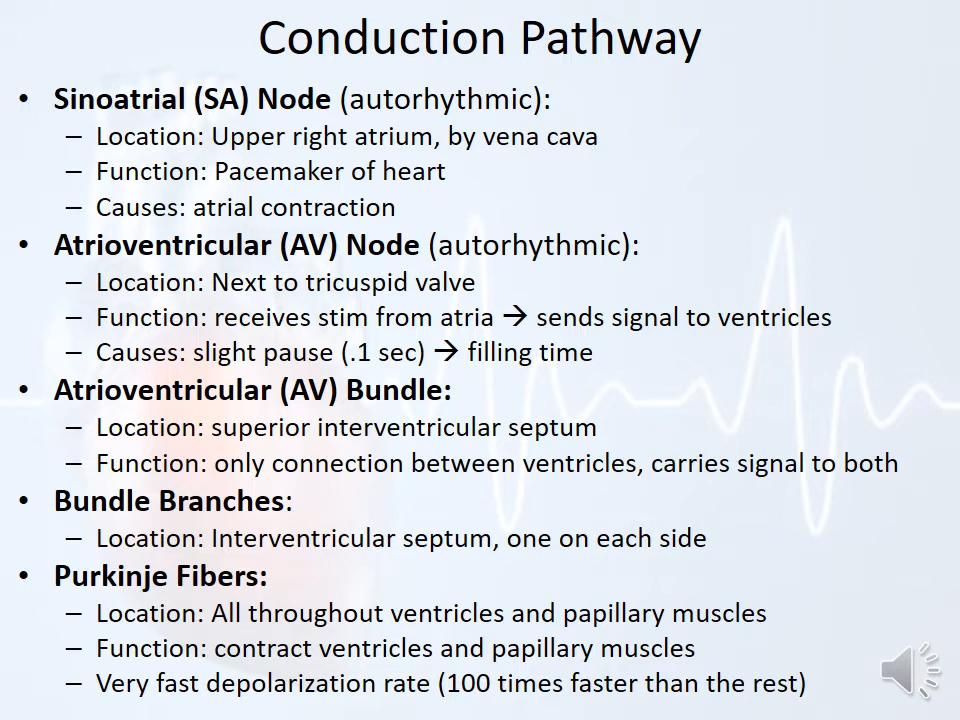 Conduction Pathway
• Sinoatrial (SA) Node (autorhythmic):
– Location: Upper right atrium, by vena cava
– Function: Pacemaker of heart
– Causes: atrial contraction
• Atrioventricular (AV) Node (autorhythmic):
– Location: Next to tricuspid valve
– Function: receives stim from atria → sends signal to ventricles
– Causes: slight pause (.1 sec) → filling time
• Atrioventricular (AV) Bundle:
– Location: superior interventricular septum
– Function: only connection between ventricles, carries signal to both
• Bundle Branches:
– Location: Interventricular septum, one on each side
• Purkinje Fibers:
– Location: All throughout ventricles and papillary muscles
– Function: contract ventricles and papillary muscles
– Very fast depolarization rate (100 times faster than the rest)